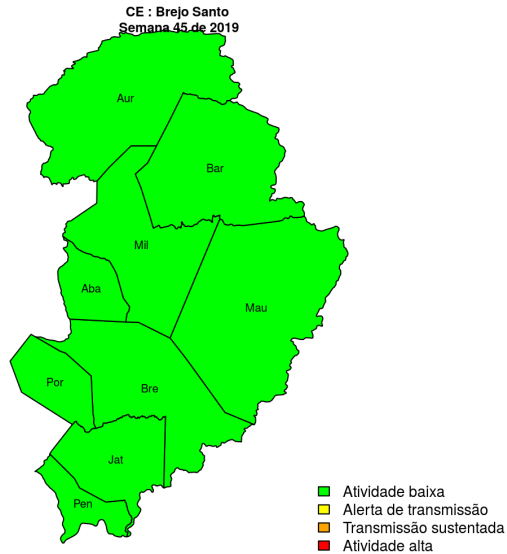 CE : Brejo Santo
Semana 45 de 2019
Aur
Bar
Mil
Aba
Mau
Por
Bre
Jat
Pen
Atividade baixa
Alerta de transmissão
Transmissão sustentada
Atividade alta